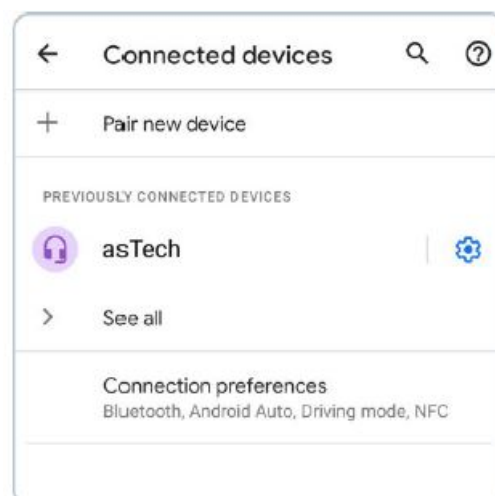 Connected devices
Pair new device
PREVIOUSLY CONNECTED DEVICES
asTech
See all
Connection preferences
Bluetooth, Android Auto, Driving mode, NFC